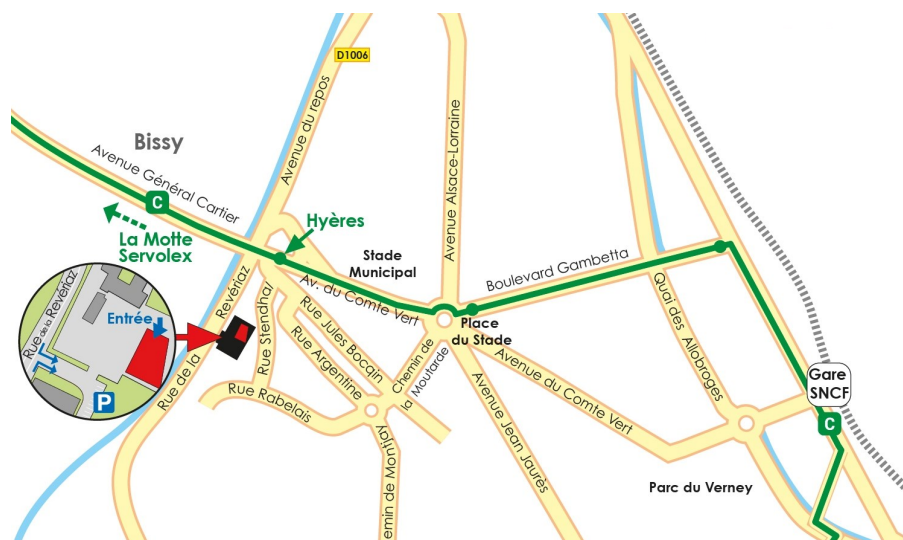 D1006
Bissy
Avenue du repos
Avenue Alsace-Lorraine
Avenue Général Cartier
C
La Motte
Servolex
Hyères
Stade
Municipal
Boulevard Gambetta
Av. du Comte Vert
Place
du Stade
Quai des Allobroges
Rue de la Revériaz
Rue de la Revériaz
Entrée
P
Rue Stendhal
Rue Jules Bocqin
Rue Argentine
Rue Rabelais
Chemin de
la Moutarde
Avenue du Comte Vert
Avenue Jean Jaurès
emin de Montjay
Gare
SNCF
C
Parc du Verney